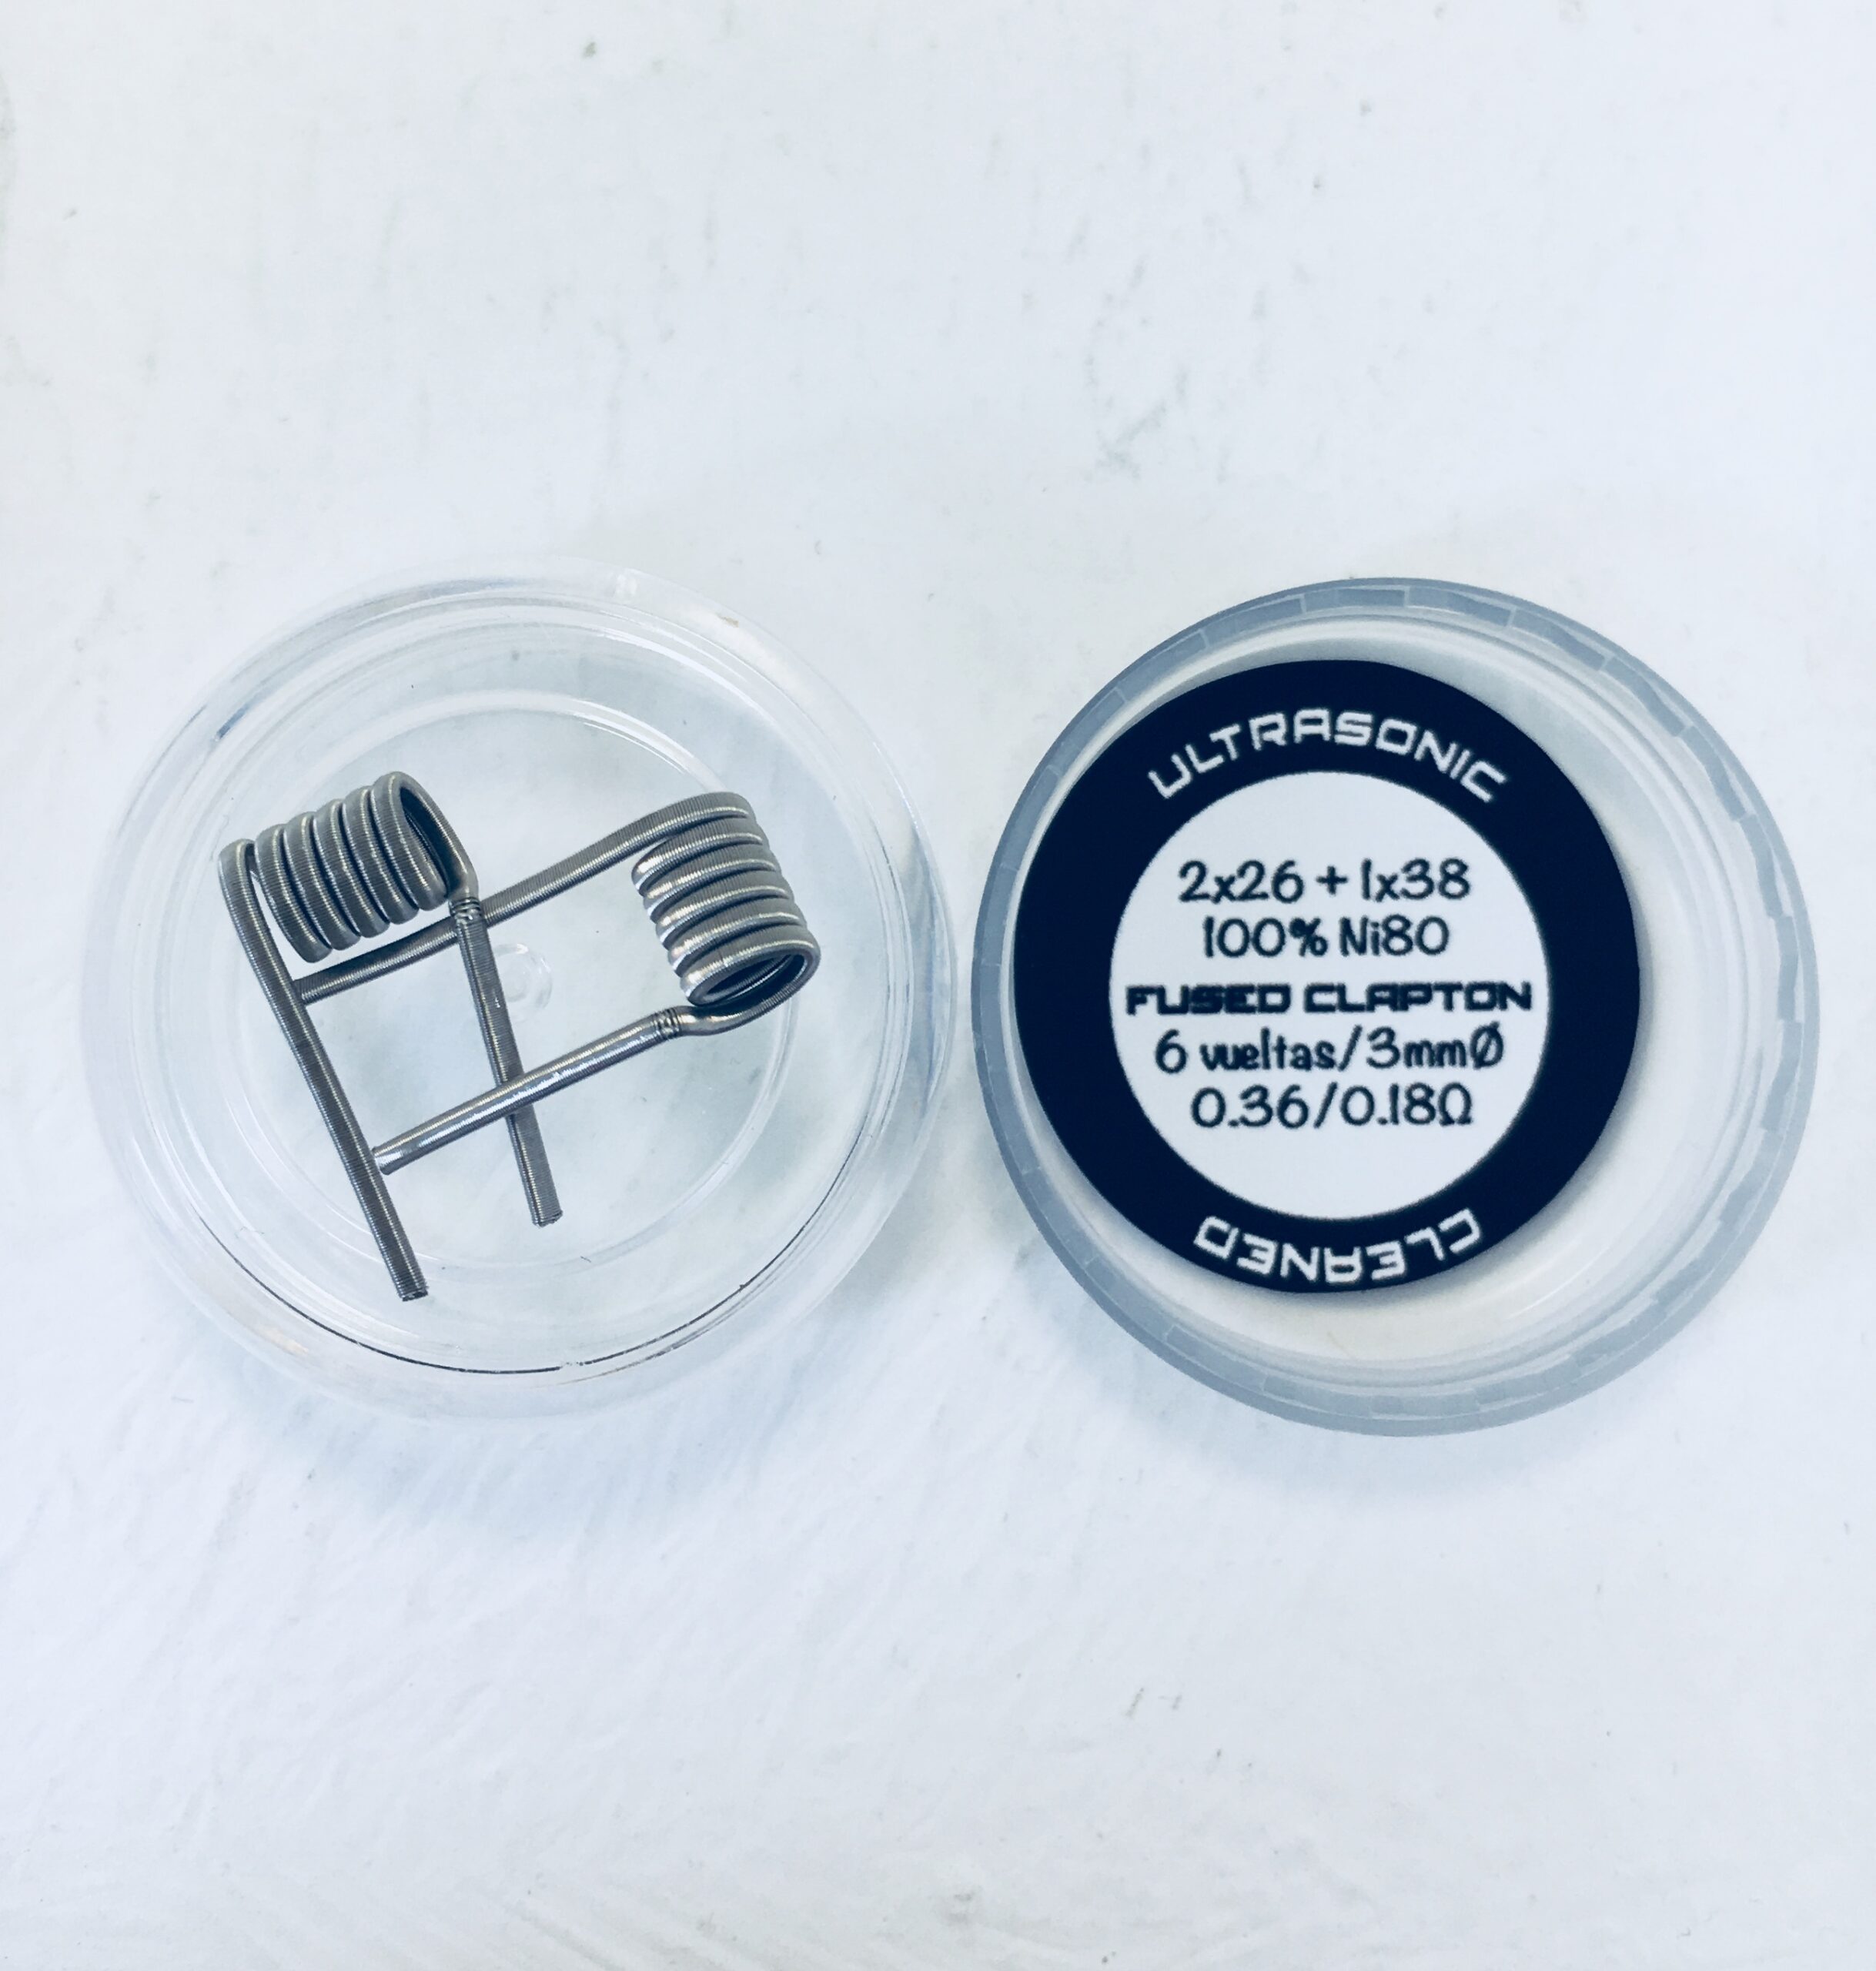 ULTRASONIC
2x26 + 1x38
100% Ni80
FUSED CLAPTON
6 vueltas/3mmØ
0.36/0.18Ω
CLEANED